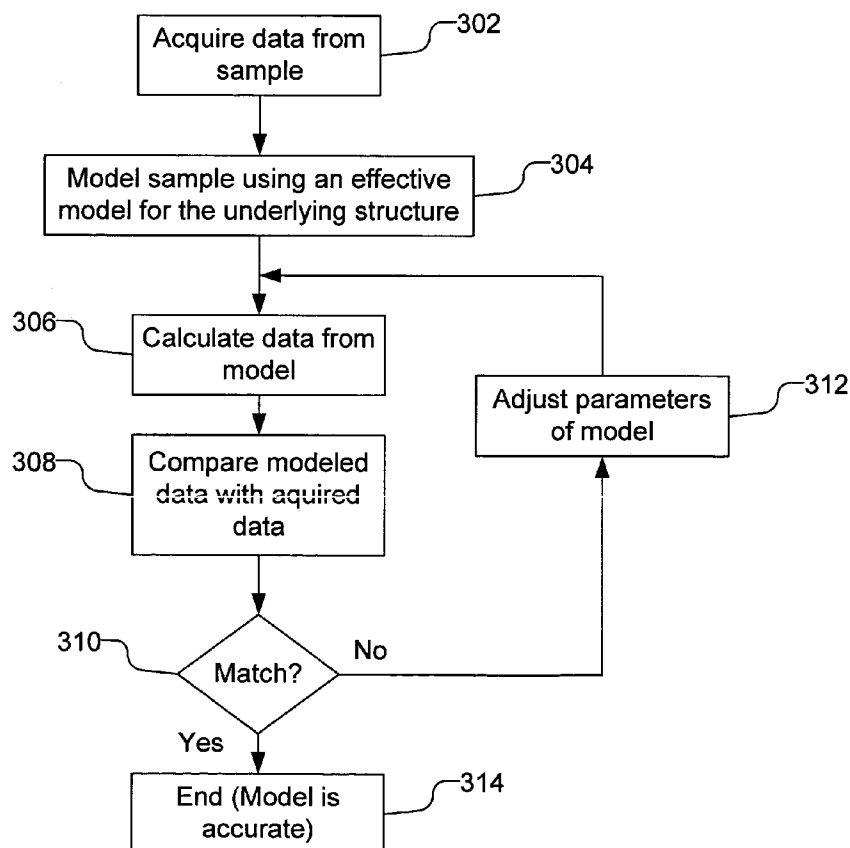 Acquire data from
sample
302
Model sample using an effective
model for the underlying structure
304
306
Calculate data from
model
Adjust parameters
of model
312
308
Compare modeled
data with aquired
data
310
Match?
No
Yes
End (Model is
accurate)
314